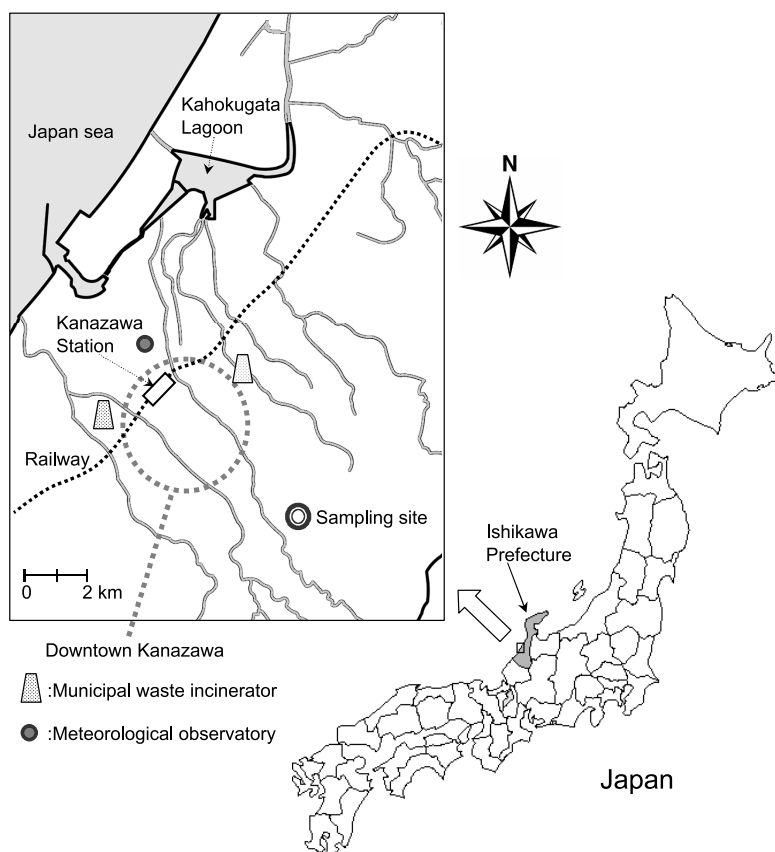 Kahokugata
Lagoon
Japan sea
N
Kanazawa
Station
Railway
Sampling site
0 2 km
Ishikawa
Prefecture
Downtown Kanazawa
:Municipal waste incinerator
:Meteorological observatory
Japan